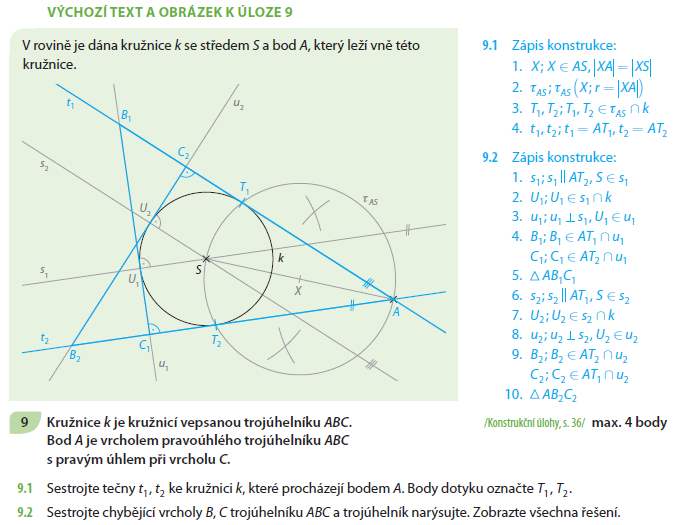 VÝCHOZÍ TEXT A OBRÁZEK K ÚLOZE 9
V rovině je dána kružnice k se středem S a bod A, který leží vně této
kružnice.
t₁
B₁
u₂
C₂
s₂
T₁
τAS
U₂
k
S
s₁
U₁
X
A
t₂
B₂
C₁
T₂
u₁
9.1 Zápis konstrukce:
1. X; X ∈ AS, |XA| = |XS|
2. τAS; τAS (X; r = |XA|)
3. T₁, T₂; T₁, T₂ ∈ τAS ∩ k
4. t₁, t₂; t₁ = AT₁, t₂ = AT₂
9.2 Zápis konstrukce:
1. s₁; s₁ ∥ AT₂, S ∈ s₁
2. U₁; U₁ ∈ s₁ ∩ k
3. u₁; u₁ ⊥ s₁, U₁ ∈ u₁
4. B₁; B₁ ∈ AT₁ ∩ u₁
C₁; C₁ ∈ AT₂ ∩ u₁
5. △ AB₁C₁
6. s₂; s₂ ∥ AT₁, S ∈ s₂
7. U₂; U₂ ∈ s₂ ∩ k
8. u₂; u₂ ⊥ s₂, U₂ ∈ u₂
9. B₂; B₂ ∈ AT₂ ∩ u₂
C₂; C₂ ∈ AT₁ ∩ u₂
10. △ AB₂C₂
9 Kružnice k je kružnicí vepsanou trojúhelníku ABC.
/Konstrukční úlohy, s. 36/ max. 4 body
Bod A je vrcholem pravoúhlého trojúhelníku ABC
s pravým úhlem při vrcholu C.
9.1 Sestrojte tečny t₁, t₂ ke kružnici k, které procházejí bodem A. Body dotyku označte T₁, T₂.
9.2 Sestrojte chybějící vrcholy B, C trojúhelníku ABC a trojúhelník narýsujte. Zobrazte všechna řešení.